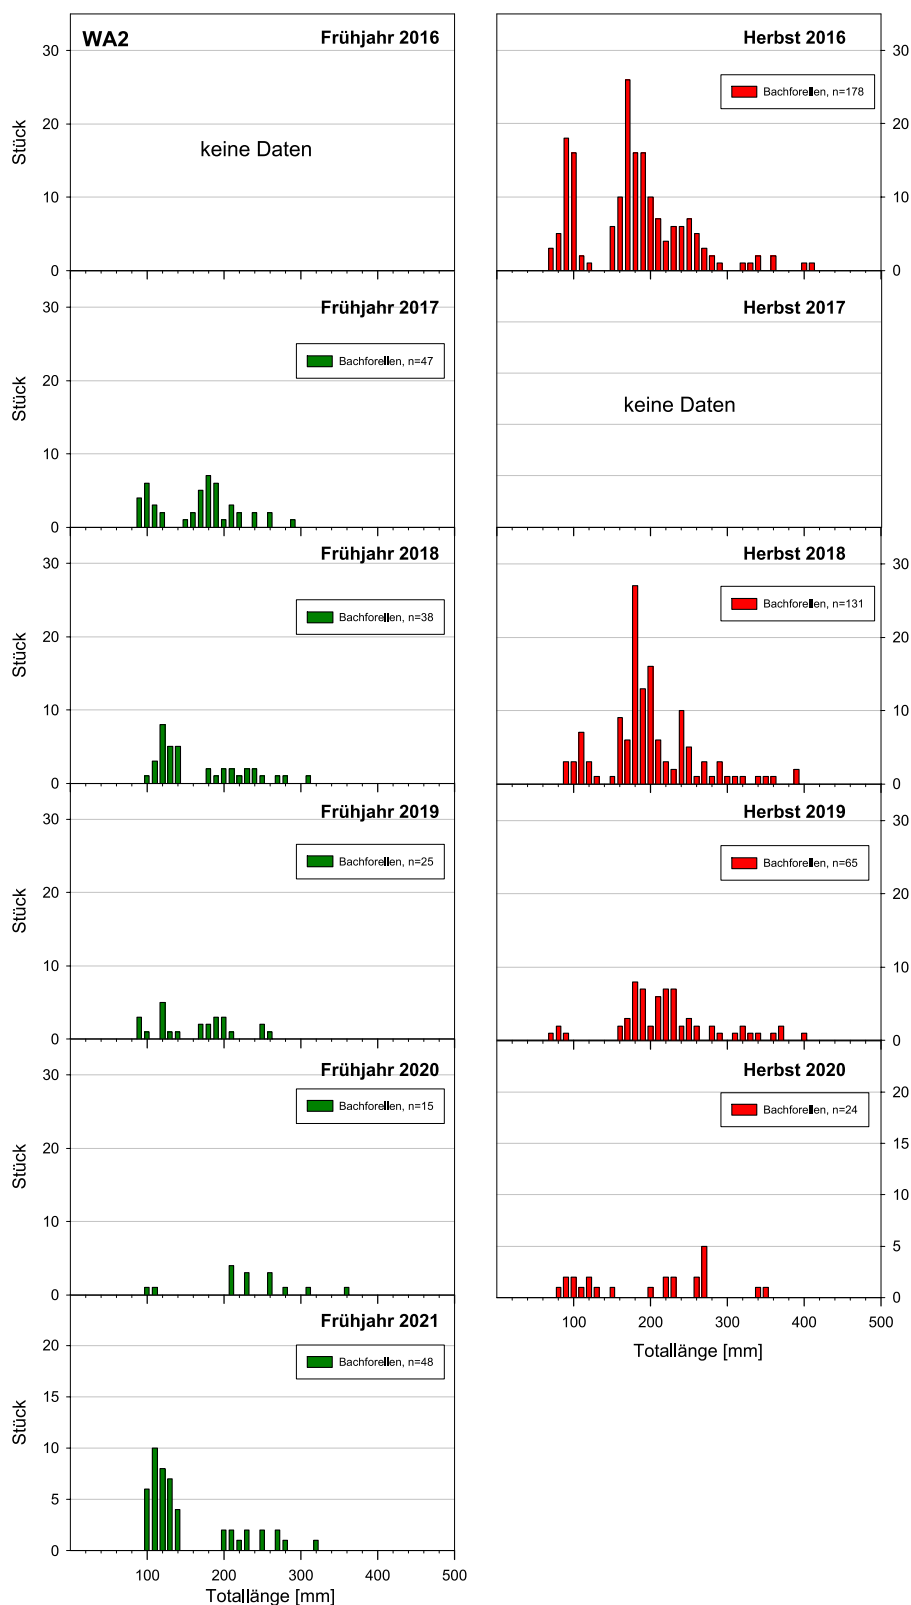 WA2
Frühjahr 2016
30
20
10
0
Stück
keine Daten
Herbst 2016
Bachforellen, n=178
30
20
10
0
Frühjahr 2017
Bachforellen, n=47
30
20
10
0
Stück
Herbst 2017
keine Daten
Frühjahr 2018
Bachforellen, n=38
30
20
10
0
Stück
Herbst 2018
Bachforellen, n=131
30
20
10
0
Frühjahr 2019
Bachforellen, n=25
30
20
10
0
Stück
Herbst 2019
Bachforellen, n=65
30
20
10
0
Frühjahr 2020
Bachforellen, n=15
30
20
10
0
Stück
Herbst 2020
Bachforellen, n=24
20
15
10
5
0
100 200 300 400 500
Totallänge [mm]
Frühjahr 2021
Bachforellen, n=48
20
15
10
5
0
Stück
100 200 300 400 500
Totallänge [mm]